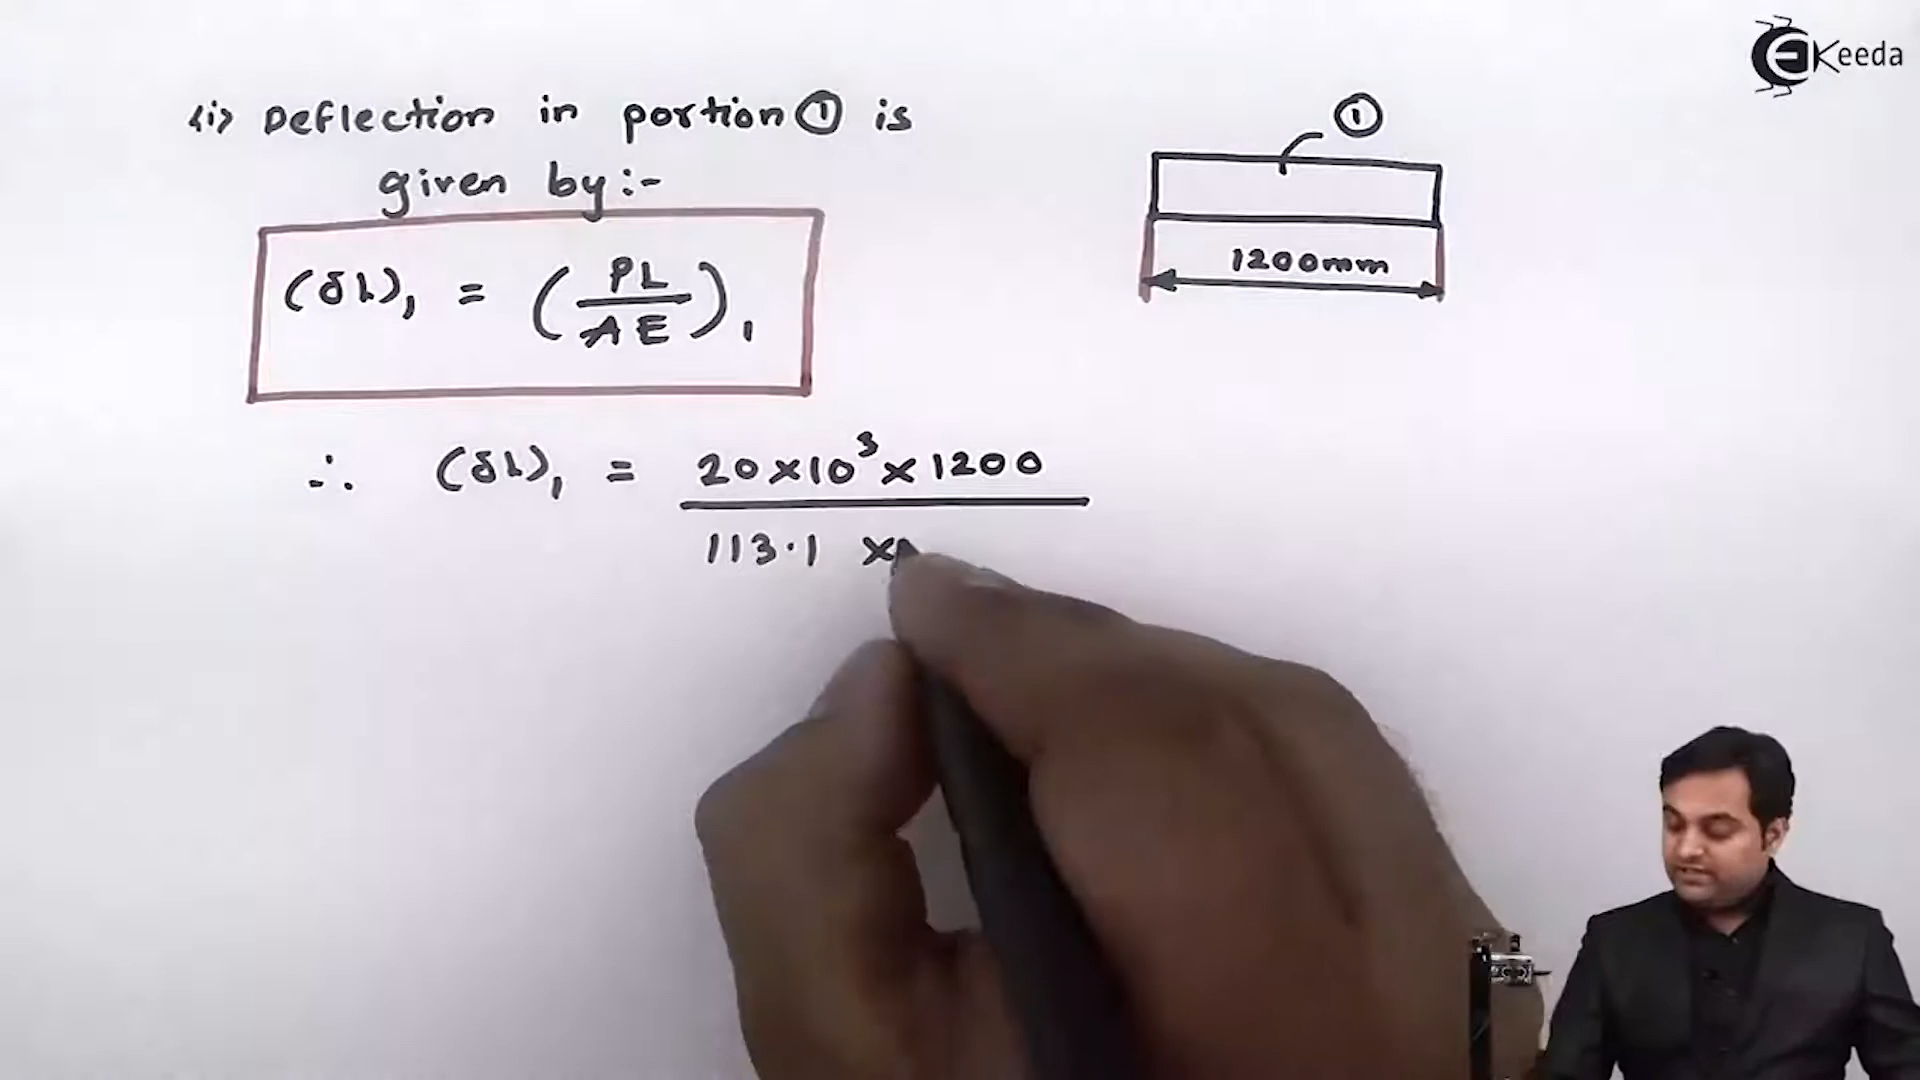 Keeda
(i) Deflection in portion ① is
given by:-
①
1200mm
(δL)₁ = (PL/AE)₁
∴ (δL)₁ = 20×10³×1200
113.1 ×